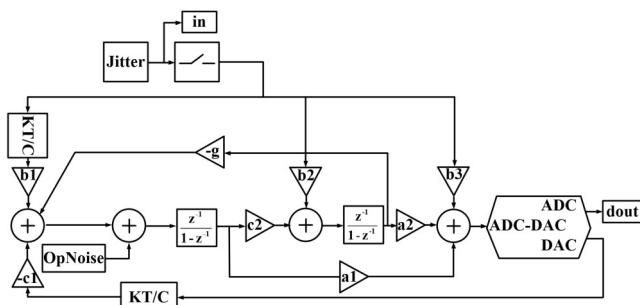 in
Jitter
KT/C
b1
-g
b2
b3
ADC
ADC-DAC
DAC
dout
+
+
z⁻¹
1 - z⁻¹
c2
+
z⁻¹
1 - z⁻¹
a2
+
OpNoise
-c1
a1
KT/C